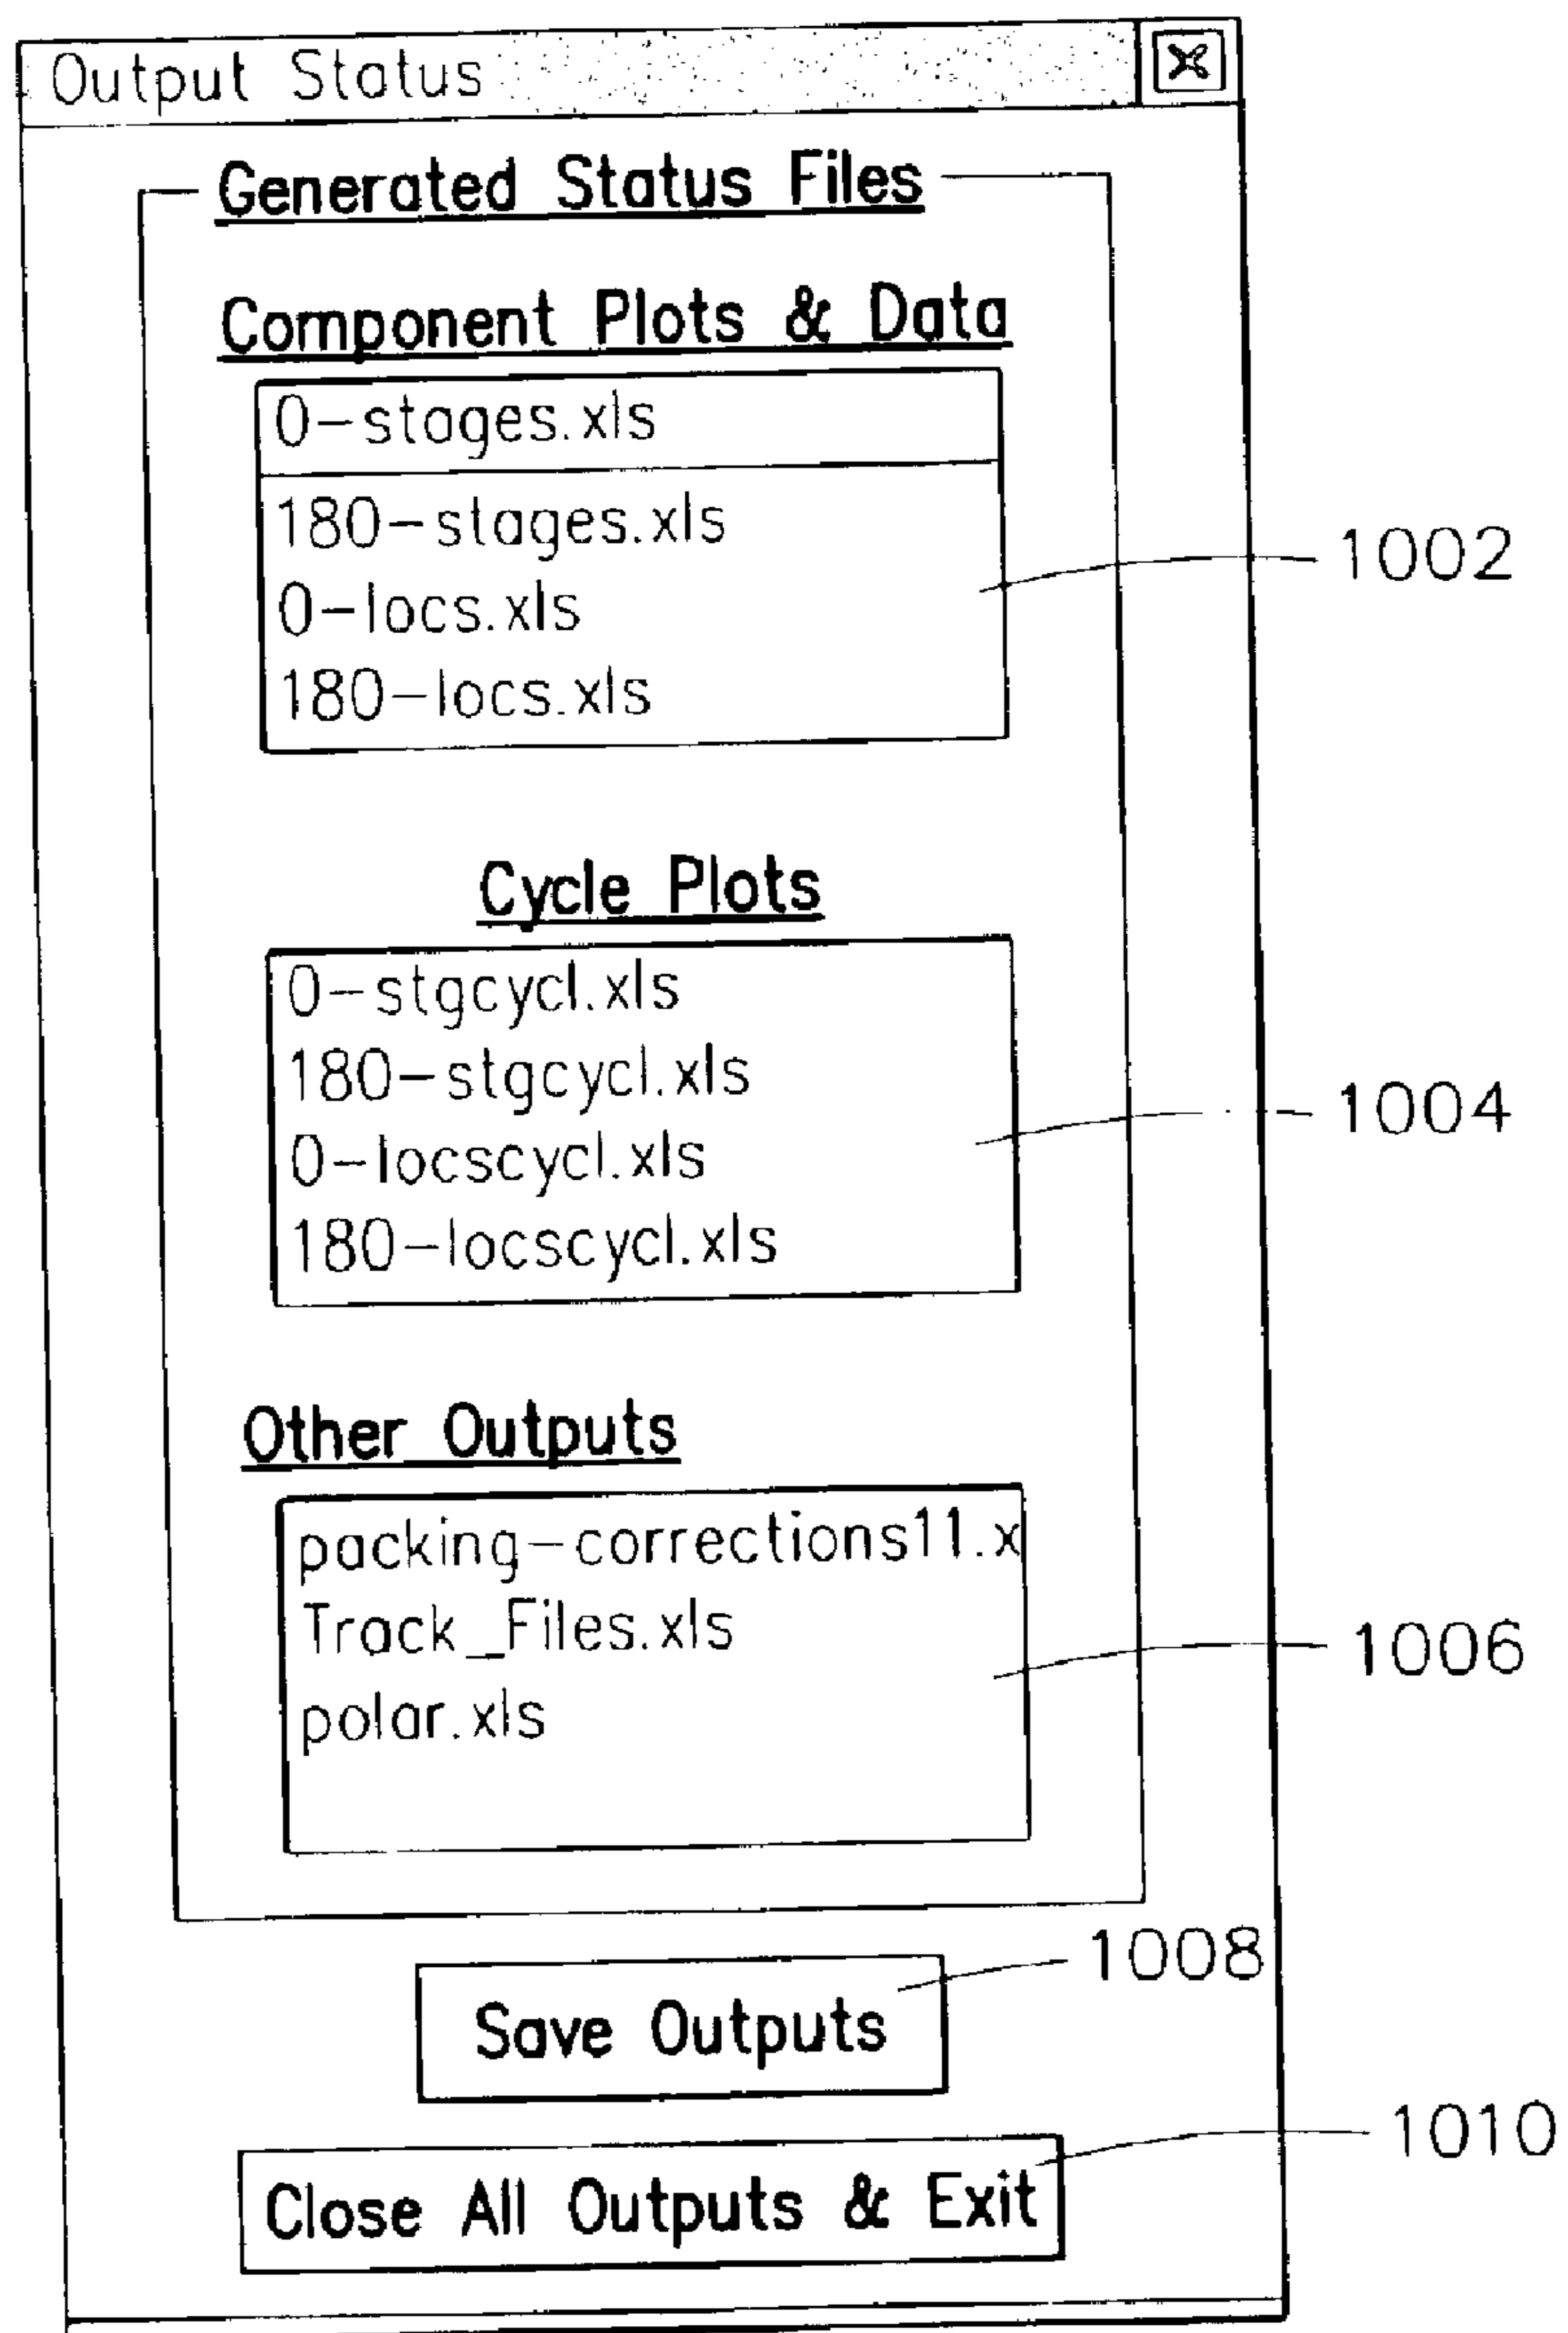 Output Status
Generated Status Files
Component Plots & Data
0-stages.xls
180-stages.xls
0-locs.xls
180-locs.xls
1002
Cycle Plots
0-stgcycl.xls
180-stgcycl.xls
0-locscycl.xls
180-locscycl.xls
1004
Other Outputs
packing-corrections11.x
Track_Files.xls
polar.xls
1006
1008
Save Outputs
1010
Close All Outputs & Exit